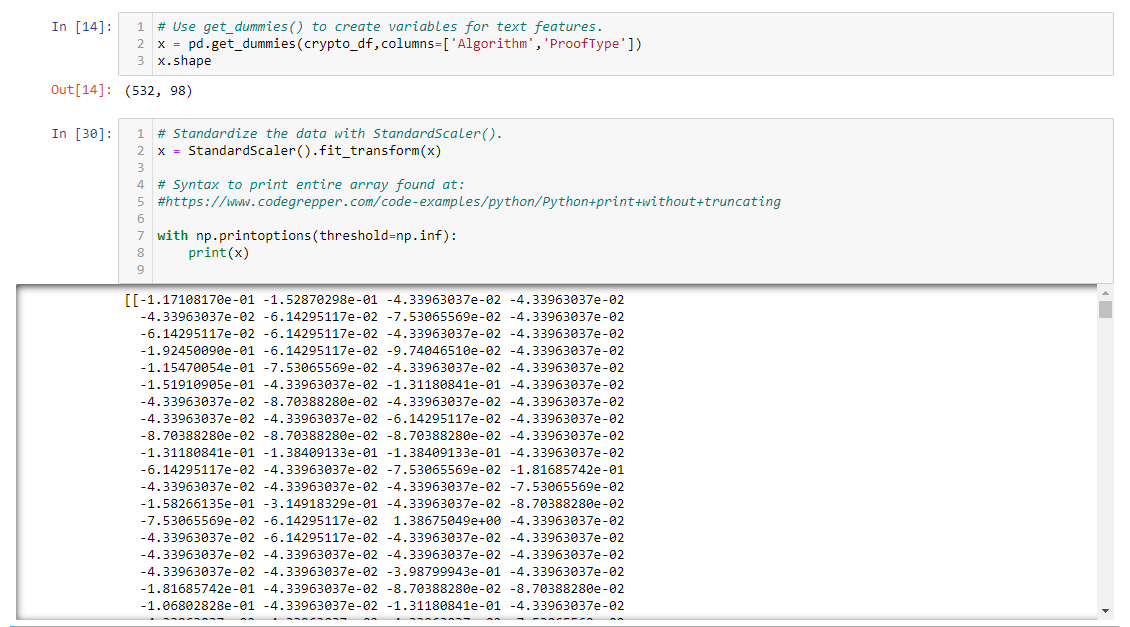 In [14]:
1 # Use get_dummies() to create variables for text features.
2 x = pd.get_dummies(crypto_df,columns=['Algorithm','ProofType'])
3 x.shape
Out[14]: (532, 98)
In [30]:
1 # Standardize the data with StandardScaler().
2 x = StandardScaler().fit_transform(x)
3
4 # Syntax to print entire array found at:
5 #https://www.codegrepper.com/code-examples/python/Python+print+without+truncating
6
7 with np.printoptions(threshold=np.inf):
8     print(x)
9
[[-1.17108170e-01 -1.52870298e-01 -4.33963037e-02 -4.33963037e-02
-4.33963037e-02 -6.14295117e-02 -7.53065569e-02 -4.33963037e-02
-6.14295117e-02 -6.14295117e-02 -4.33963037e-02 -4.33963037e-02
-1.92450090e-01 -6.14295117e-02 -9.74046510e-02 -4.33963037e-02
-1.15470054e-01 -7.53065569e-02 -4.33963037e-02 -4.33963037e-02
-1.51910905e-01 -4.33963037e-02 -1.31180841e-01 -4.33963037e-02
-4.33963037e-02 -8.70388280e-02 -4.33963037e-02 -4.33963037e-02
-4.33963037e-02 -4.33963037e-02 -6.14295117e-02 -4.33963037e-02
-8.70388280e-02 -8.70388280e-02 -8.70388280e-02 -4.33963037e-02
-1.31180841e-01 -1.38409133e-01 -1.38409133e-01 -4.33963037e-02
-6.14295117e-02 -4.33963037e-02 -7.53065569e-02 -1.81685742e-01
-4.33963037e-02 -4.33963037e-02 -4.33963037e-02 -7.53065569e-02
-1.58266135e-01 -3.14918329e-01 -4.33963037e-02 -8.70388280e-02
-7.53065569e-02 -6.14295117e-02  1.38675049e+00 -4.33963037e-02
-4.33963037e-02 -6.14295117e-02 -4.33963037e-02 -4.33963037e-02
-4.33963037e-02 -4.33963037e-02 -4.33963037e-02 -4.33963037e-02
-4.33963037e-02 -4.33963037e-02 -3.98799943e-01 -4.33963037e-02
-1.81685742e-01 -4.33963037e-02 -8.70388280e-02 -8.70388280e-02
-1.06802828e-01 -4.33963037e-02 -1.31180841e-01 -4.33963037e-02